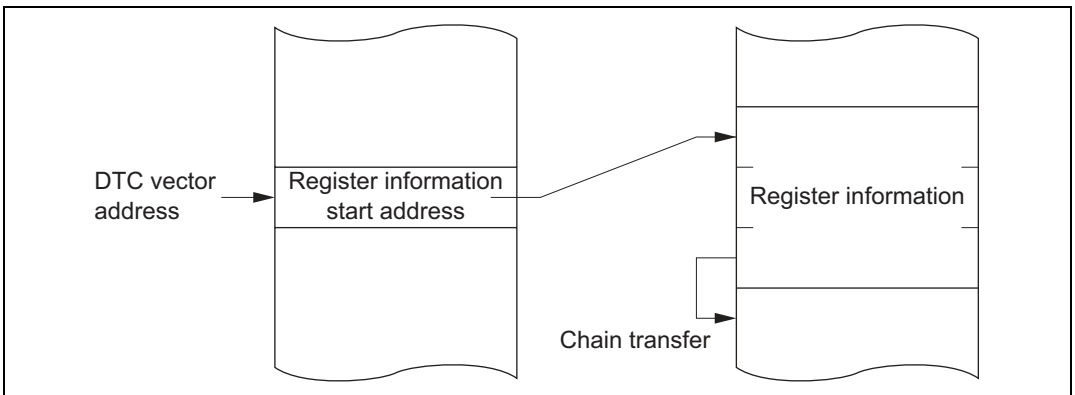 DTC vector
address
Register information
start address
Register information
Chain transfer